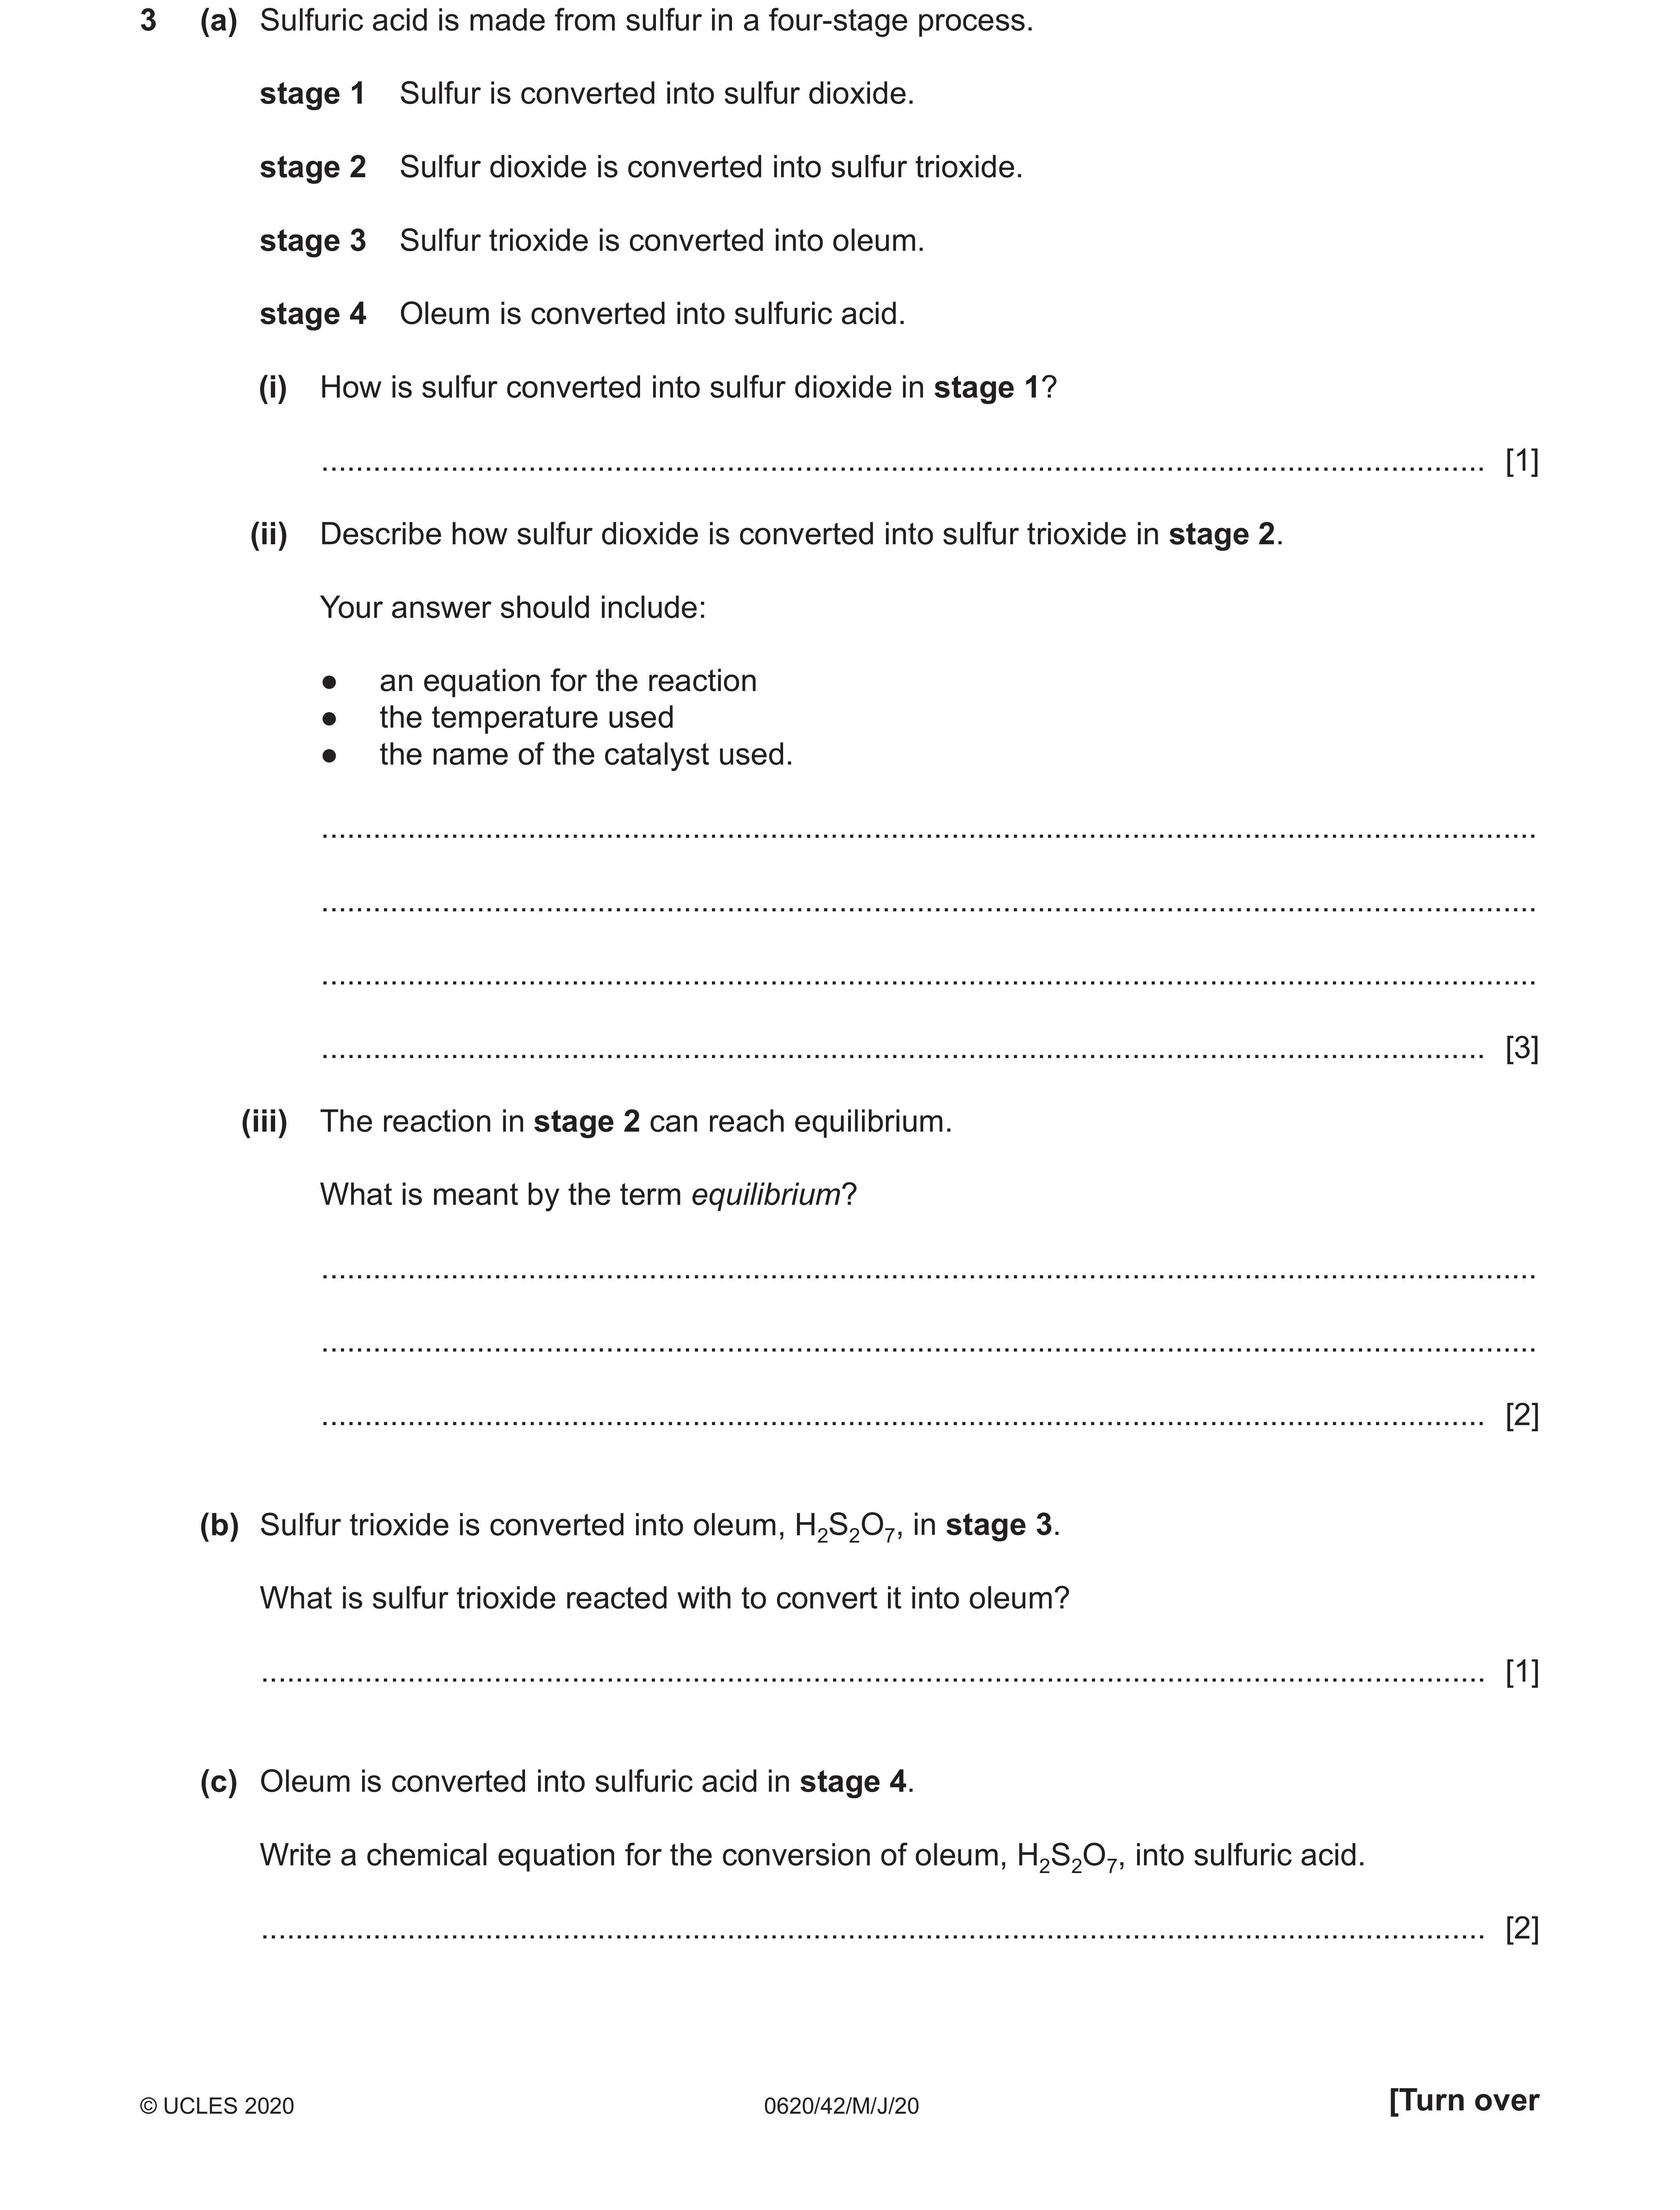 3 (a) Sulfuric acid is made from sulfur in a four-stage process.
stage 1 Sulfur is converted into sulfur dioxide.
stage 2 Sulfur dioxide is converted into sulfur trioxide.
stage 3 Sulfur trioxide is converted into oleum.
stage 4 Oleum is converted into sulfuric acid.
(i) How is sulfur converted into sulfur dioxide in stage 1?
[1]
(ii) Describe how sulfur dioxide is converted into sulfur trioxide in stage 2.
Your answer should include:
● an equation for the reaction
● the temperature used
● the name of the catalyst used.
[3]
(iii) The reaction in stage 2 can reach equilibrium.
What is meant by the term equilibrium?
[2]
(b) Sulfur trioxide is converted into oleum, H₂S₂O₇, in stage 3.
What is sulfur trioxide reacted with to convert it into oleum?
[1]
(c) Oleum is converted into sulfuric acid in stage 4.
Write a chemical equation for the conversion of oleum, H₂S₂O₇, into sulfuric acid.
[2]
© UCLES 2020 0620/42/M/J/20 [Turn over